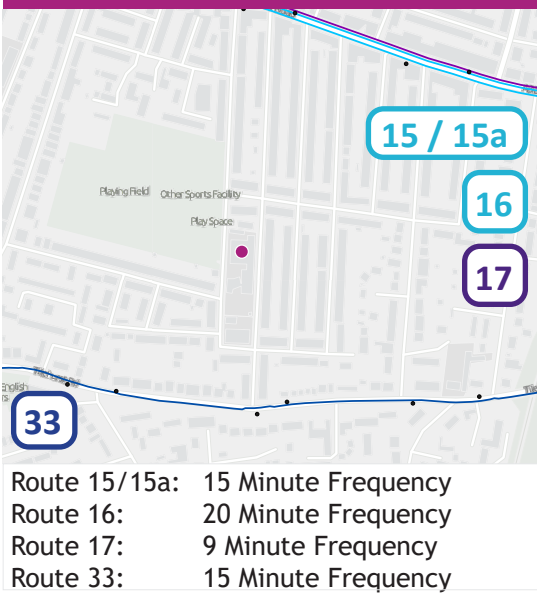 15 / 15a
Playing Field
Other Sports Facility
16
Play Space
17
33
Route 15/15a: 15 Minute Frequency
Route 16: 20 Minute Frequency
Route 17: 9 Minute Frequency
Route 33: 15 Minute Frequency